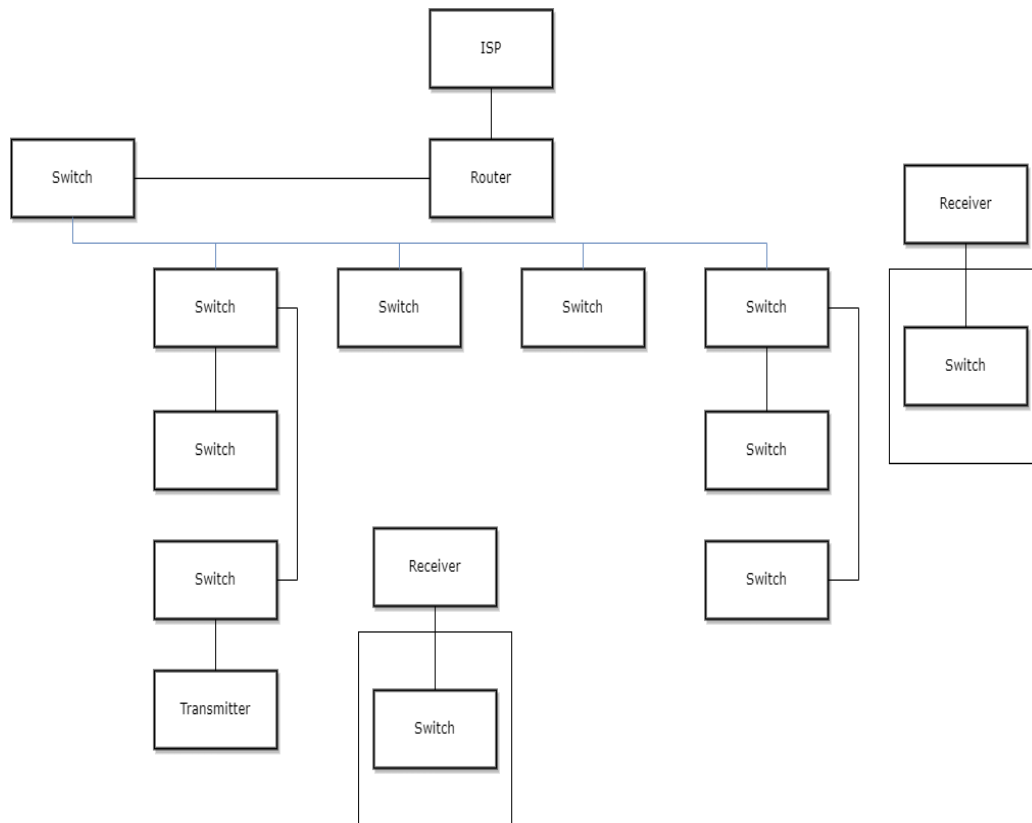 ISP
Switch
Router
Receiver
Switch
Switch
Switch
Switch
Switch
Switch
Switch
Switch
Receiver
Switch
Transmitter
Switch